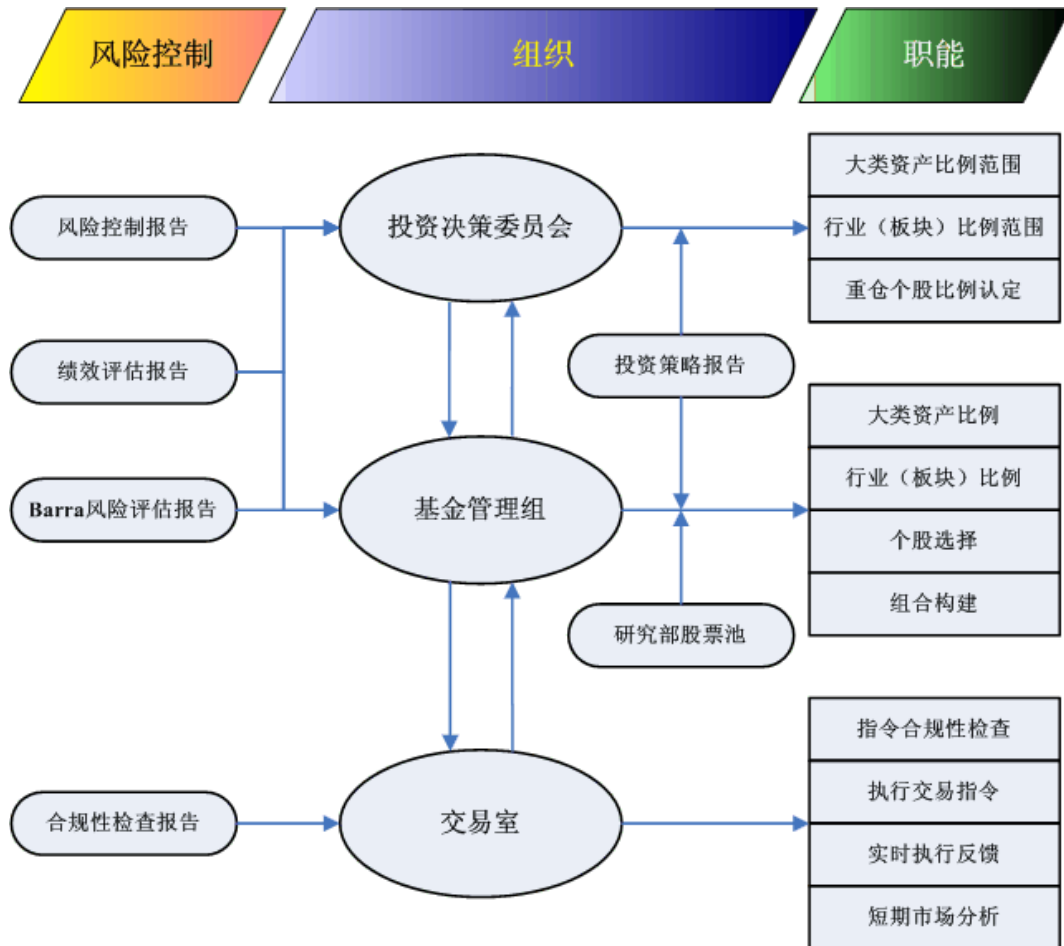 风险控制
组织
职能
风险控制报告
绩效评估报告
Barra风险评估报告
合规性检查报告
投资决策委员会
基金管理组
交易室
投资策略报告
研究部股票池
大类资产比例范围
行业（板块）比例范围
重仓个股比例认定
大类资产比例
行业（板块）比例
个股选择
组合构建
指令合规性检查
执行交易指令
实时执行反馈
短期市场分析